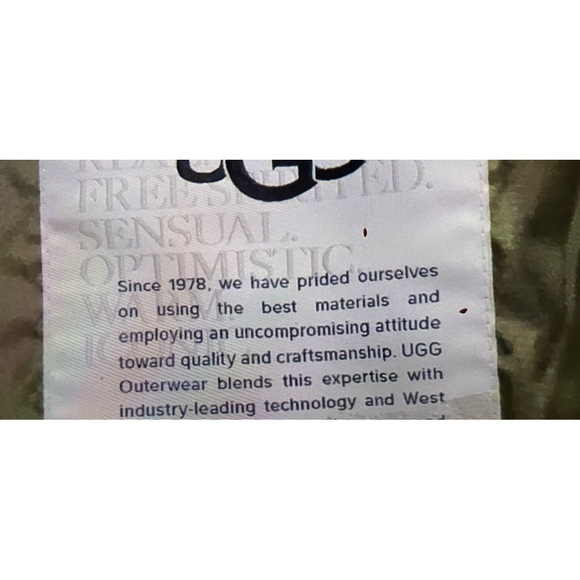 UGG
FREE SPIRITED.
SENSUAL.
OPTIMISTIC.
WARM.
Since 1978, we have prided ourselves
on using the best materials and
employing an uncompromising attitude
toward quality and craftsmanship. UGG
Outerwear blends this expertise with
industry-leading technology and West